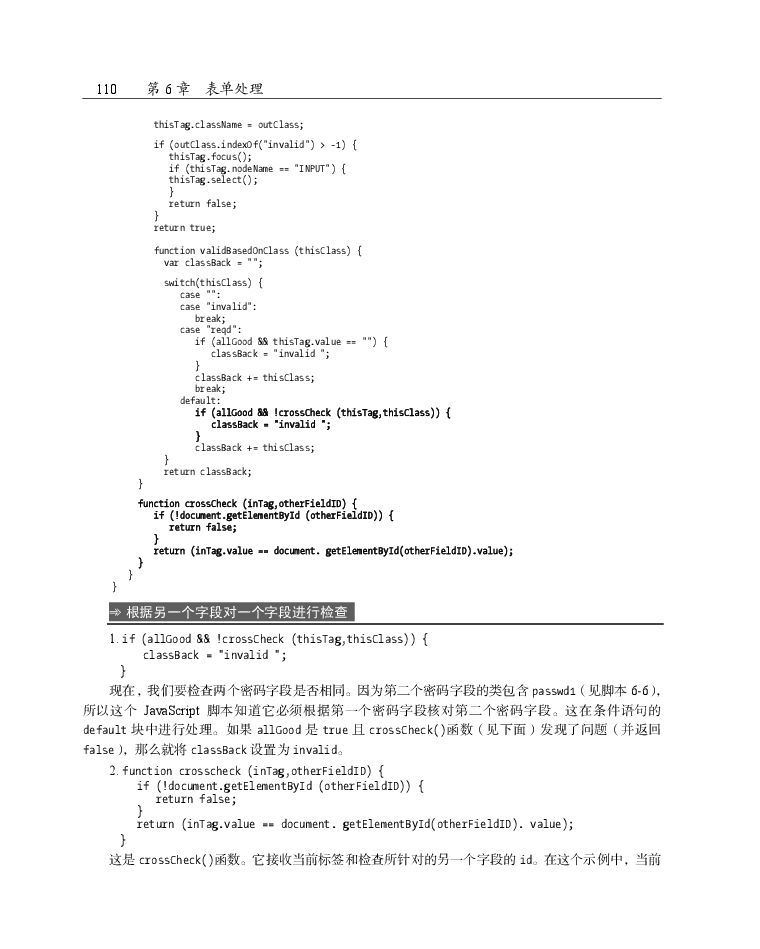 110 第 6 章 表单处理
thisTag.className = outClass;
if (outClass.indexOf("invalid") > -1) {
thisTag.focus();
if (thisTag.nodeName == "INPUT") {
thisTag.select();
}
return false;
}
return true;
function validBasedOnClass (thisClass) {
var classBack = "";
switch(thisClass) {
case "":
case "invalid":
break;
case "reqd":
if (allGood && thisTag.value == "") {
classBack = "invalid ";
}
classBack += thisClass;
break;
default:
if (allGood && !crossCheck (thisTag,thisClass)) {
classBack = "invalid ";
}
classBack += thisClass;
}
return classBack;
}
function crossCheck (inTag,otherFieldID) {
if (!document.getElementById (otherFieldID)) {
return false;
}
return (inTag.value == document. getElementById(otherFieldID).value);
}
}
}
➾ 根据另一个字段对一个字段进行检查
1. if (allGood && !crossCheck (thisTag,thisClass)) {
classBack = "invalid ";
}
现在，我们要检查两个密码字段是否相同。因为第二个密码字段的类包含 passwd1（见脚本 6-6），
所以这个 JavaScript 脚本知道它必须根据第一个密码字段核对第二个密码字段。这在条件语句的
default 块中进行处理。如果 allGood 是 true 且 crossCheck()函数（见下面）发现了问题（并返回
false），那么就将 classBack 设置为 invalid。
2. function crosscheck (inTag,otherFieldID) {
if (!document.getElementById (otherFieldID)) {
return false;
}
return (inTag.value == document. getElementById(otherFieldID). value);
}
这是 crossCheck()函数。它接收当前标签和检查所针对的另一个字段的 id。在这个示例中，当前